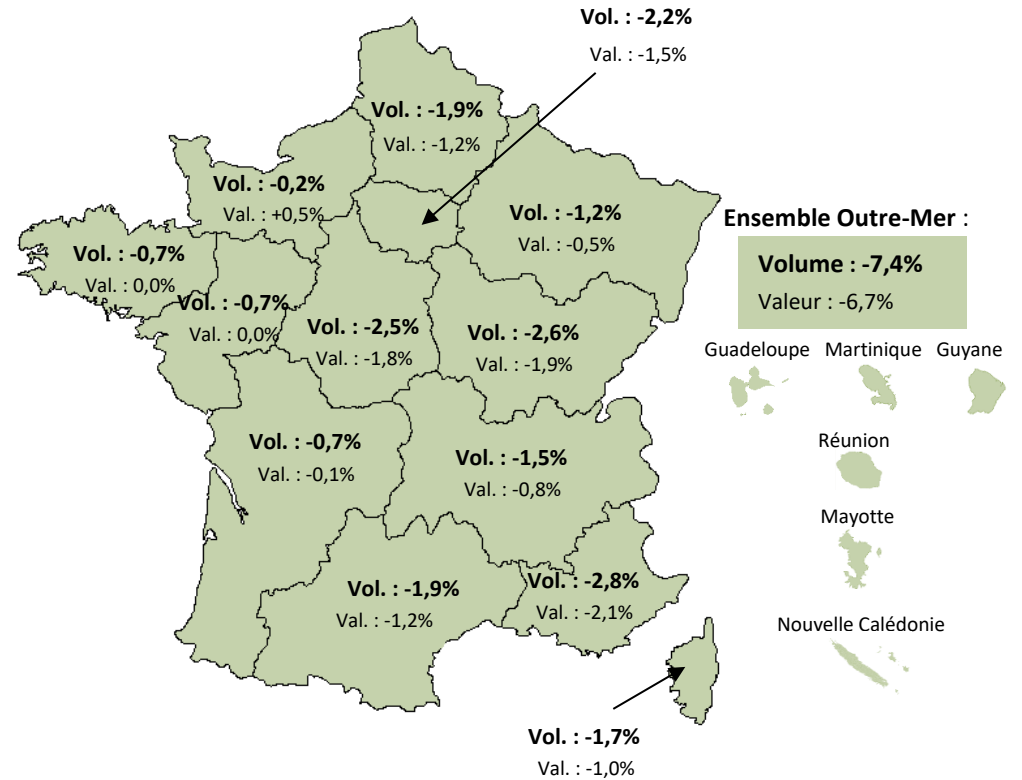 Vol. : -2,2%
Val. : -1,5%
Vol. : -1,9%
Val. : -1,2%
Vol. : -0,2%
Val. : +0,5%
Vol. : -1,2%
Val. : -0,5%
Vol. : -0,7%
Val. : 0,0%
Vol. : -0,7%
Val. : 0,0%
Vol. : -2,5%
Val. : -1,8%
Vol. : -2,6%
Val. : -1,9%
Vol. : -0,7%
Val. : -0,1%
Vol. : -1,5%
Val. : -0,8%
Vol. : -1,9%
Val. : -1,2%
Vol. : -2,8%
Val. : -2,1%
Vol. : -1,7%
Val. : -1,0%
Ensemble Outre-Mer :
Volume : -7,4%
Valeur : -6,7%
Guadeloupe Martinique Guyane
Réunion
Mayotte
Nouvelle Calédonie